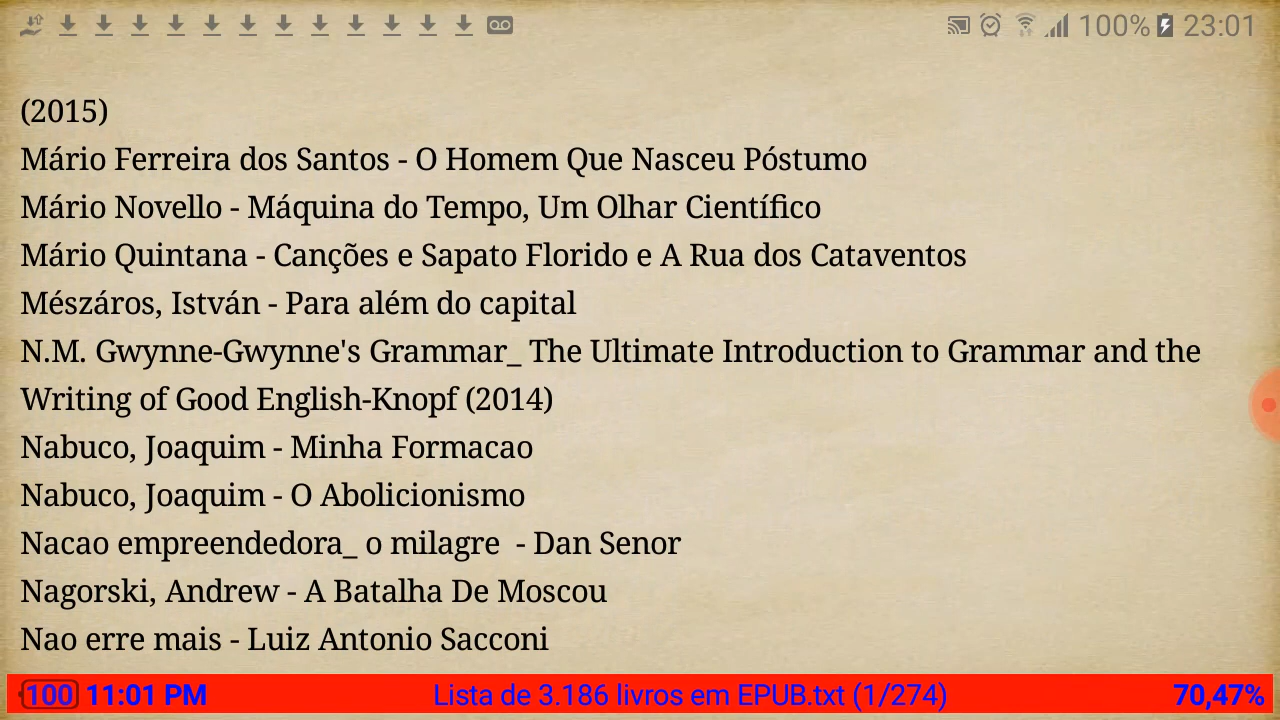 100% 23:01
(2015)
Mário Ferreira dos Santos - O Homem Que Nasceu Póstumo
Mário Novello - Máquina do Tempo, Um Olhar Científico
Mário Quintana - Canções e Sapato Florido e A Rua dos Cataventos
Mészáros, István - Para além do capital
N.M. Gwynne-Gwynne's Grammar_ The Ultimate Introduction to Grammar and the
Writing of Good English-Knopf (2014)
Nabuco, Joaquim - Minha Formacao
Nabuco, Joaquim - O Abolicionismo
Nacao empreendedora_ o milagre  - Dan Senor
Nagorski, Andrew - A Batalha De Moscou
Nao erre mais - Luiz Antonio Sacconi
100 11:01 PM Lista de 3.186 livros em EPUB.txt (1/274) 70,47%